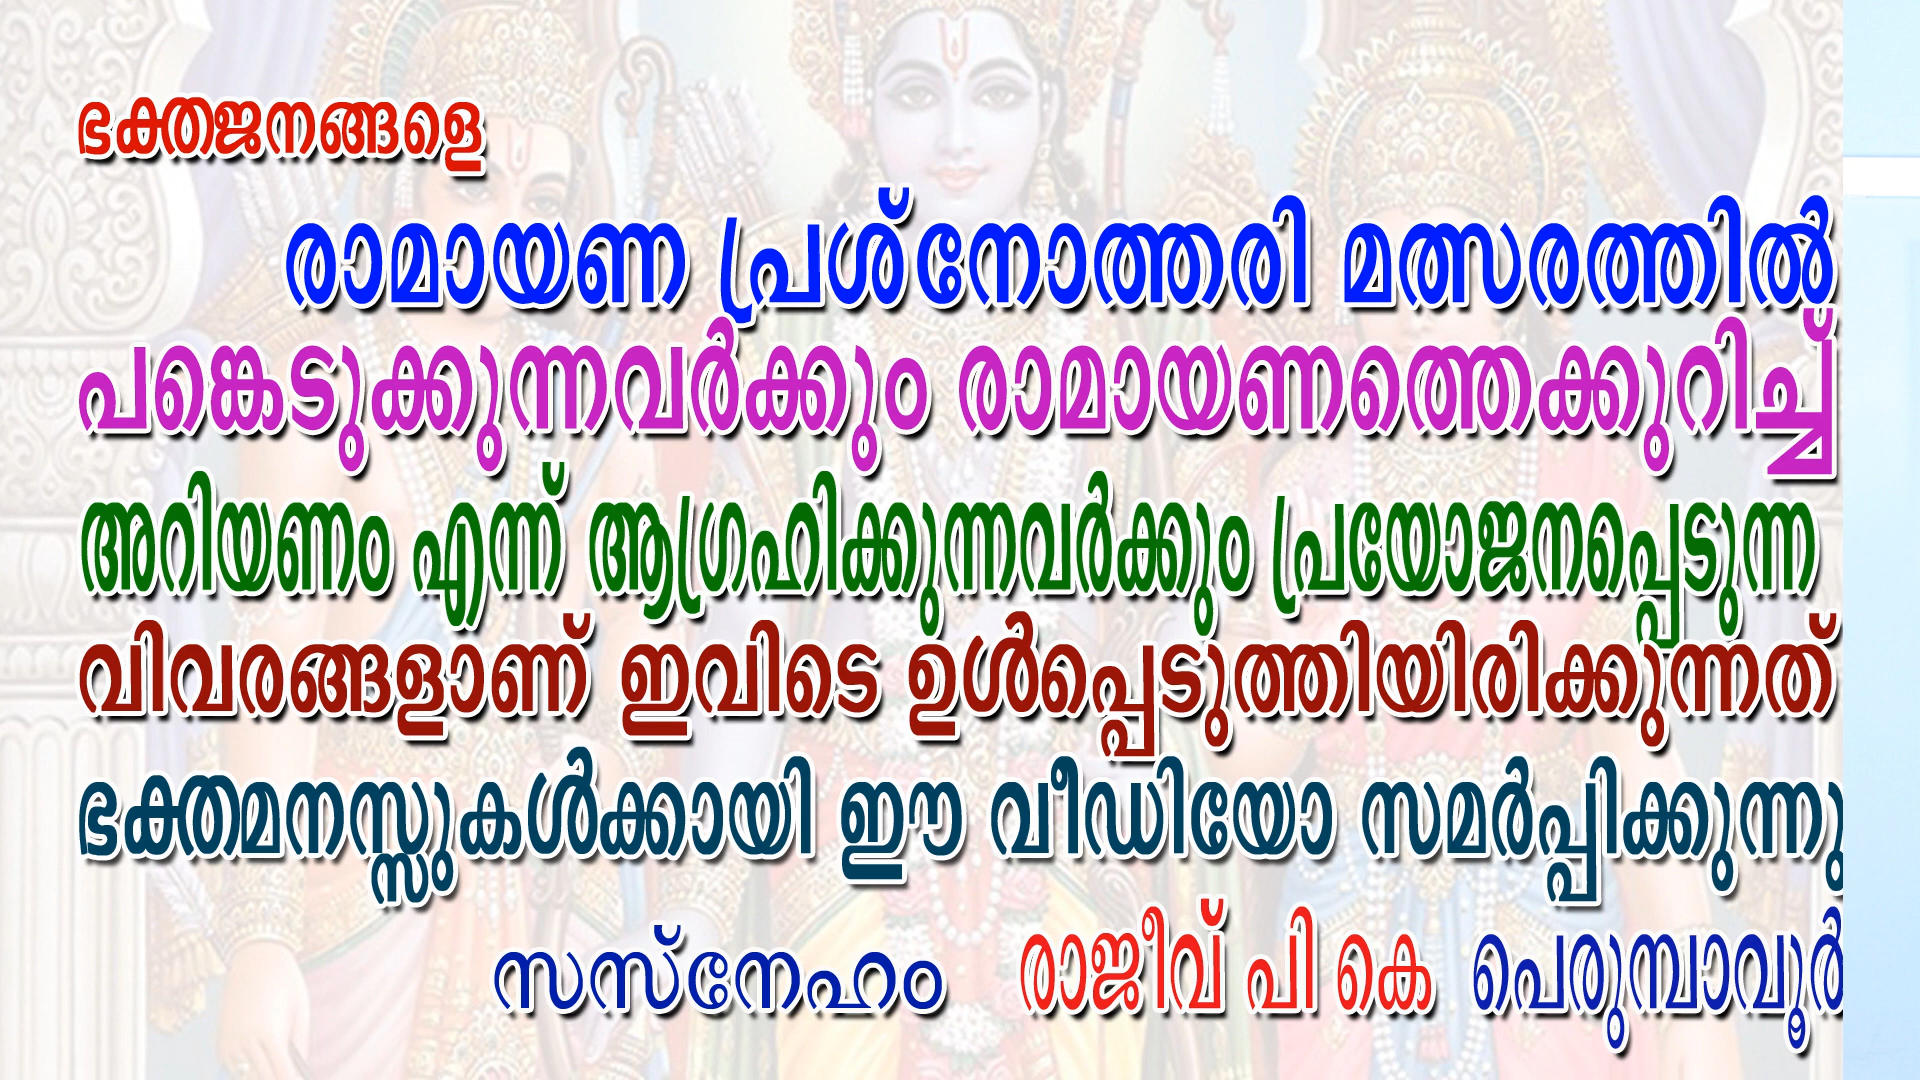 ഭക്തജനങ്ങളെ
രാമായണ പ്രശ്നോത്തരി മത്സരത്തിൽ
പങ്കെടുക്കുന്നവർക്കും രാമായണത്തെക്കുറിച്ച്
അറിയണം എന്ന് ആഗ്രഹിക്കുന്നവർക്കും പ്രയോജനപ്പെടുന്ന
വിവരങ്ങളാണ് ഇവിടെ ഉൾപ്പെടുത്തിയിരിക്കുന്നത്
ഭക്തമനസ്സുകൾക്കായി ഈ വീഡിയോ സമർപ്പിക്കുന്നു
സസ്നേഹം രാജീവ് പി കെ പെരുമ്പാവൂർ